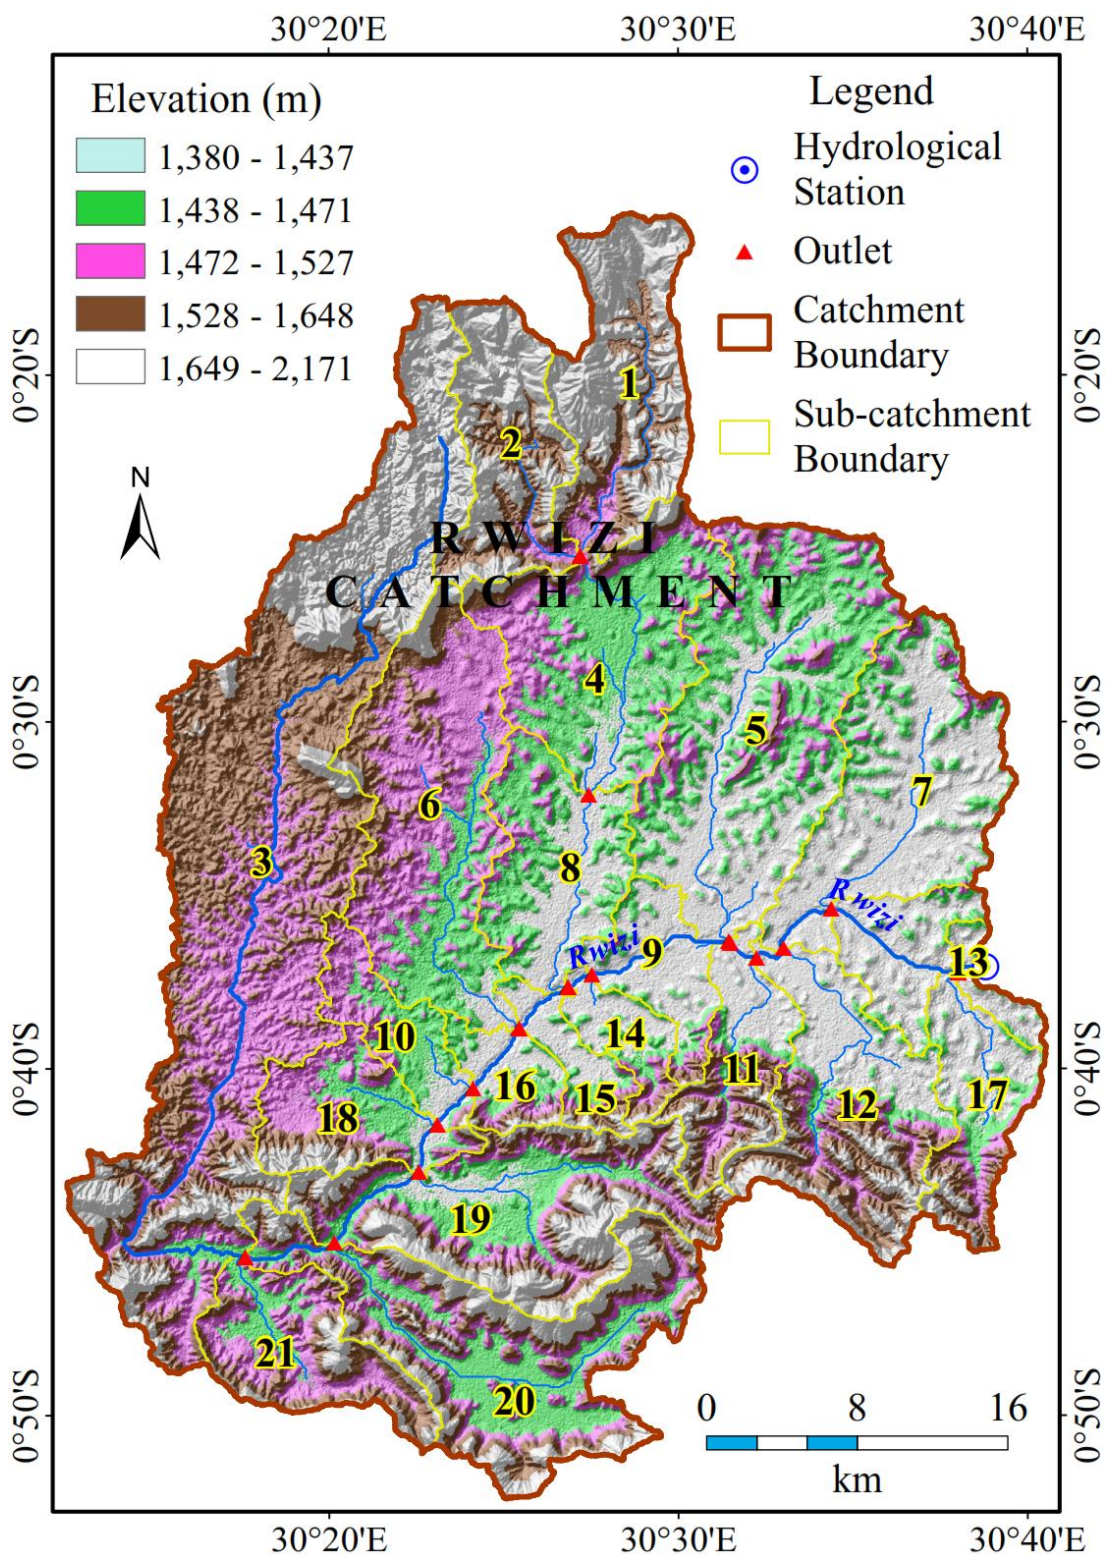 30°20'E 30°30'E 30°40'E
Elevation (m)
1,380 - 1,437
1,438 - 1,471
1,472 - 1,527
1,528 - 1,648
1,649 - 2,171
Legend
Hydrological
Station
Outlet
Catchment
Boundary
Sub-catchment
Boundary
0°20'S 0°20'S
N
1
2
RWIZI
CATCHMENT
4
0°30'S 0°30'S
5
7
6
3
8
Rwizi
Rwizi
9
13
10
14
0°40'S 0°40'S
11
16
15
12
17
18
19
21
20
0°50'S 0°50'S
0 8 16
km
30°20'E 30°30'E 30°40'E